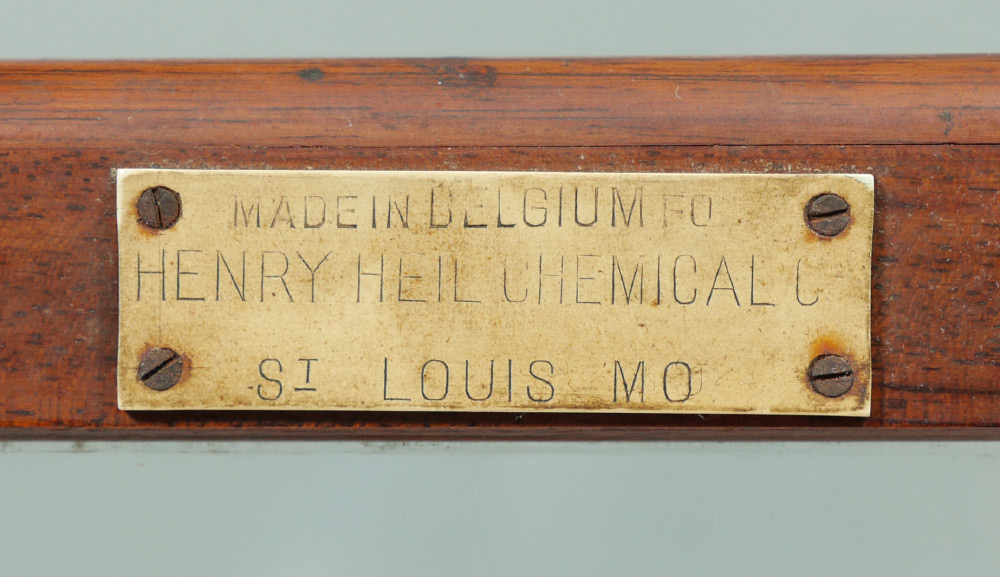 MADE IN BELGIUM FO
HENRY HEIL CHEMICAL C
ST LOUIS MO